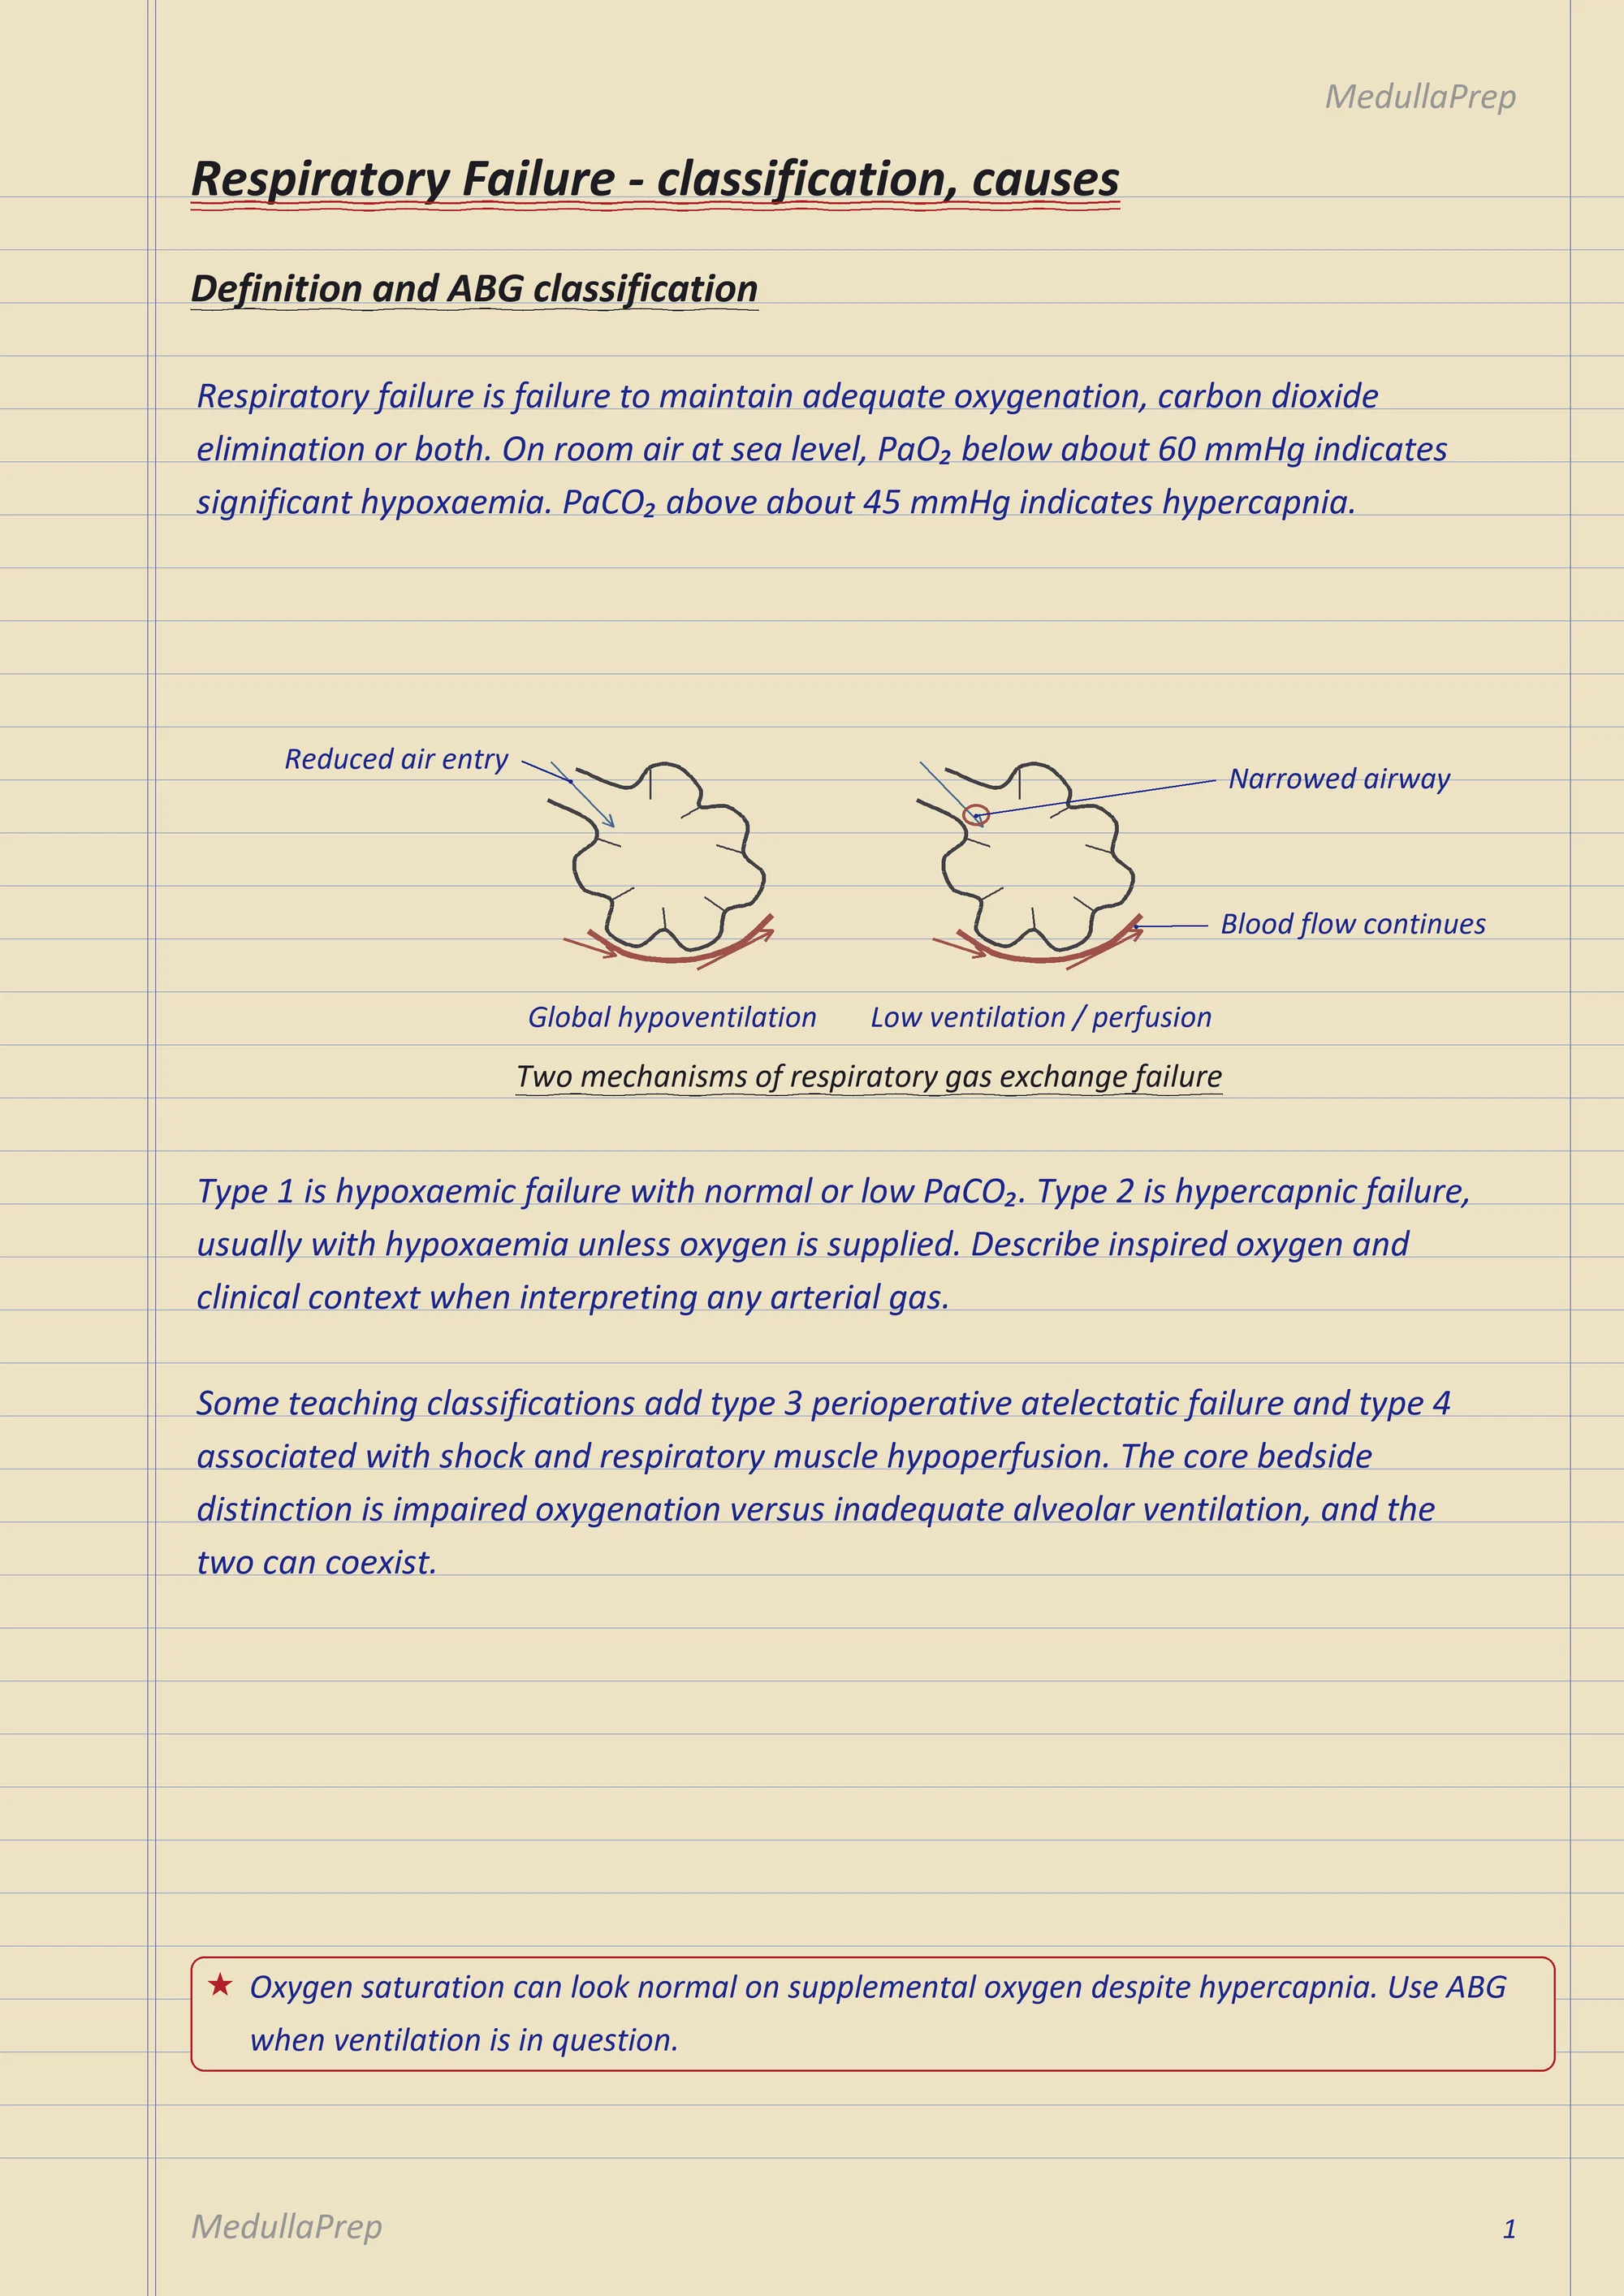 MedullaPrep
Respiratory Failure - classification, causes
Definition and ABG classification
Respiratory failure is failure to maintain adequate oxygenation, carbon dioxide
elimination or both. On room air at sea level, PaO₂ below about 60 mmHg indicates
significant hypoxaemia. PaCO₂ above about 45 mmHg indicates hypercapnia.
Reduced air entry
Narrowed airway
Blood flow continues
Global hypoventilation
Low ventilation / perfusion
Two mechanisms of respiratory gas exchange failure
Type 1 is hypoxaemic failure with normal or low PaCO₂. Type 2 is hypercapnic failure,
usually with hypoxaemia unless oxygen is supplied. Describe inspired oxygen and
clinical context when interpreting any arterial gas.
Some teaching classifications add type 3 perioperative atelectatic failure and type 4
associated with shock and respiratory muscle hypoperfusion. The core bedside
distinction is impaired oxygenation versus inadequate alveolar ventilation, and the
two can coexist.
★ Oxygen saturation can look normal on supplemental oxygen despite hypercapnia. Use ABG
when ventilation is in question.
MedullaPrep
1